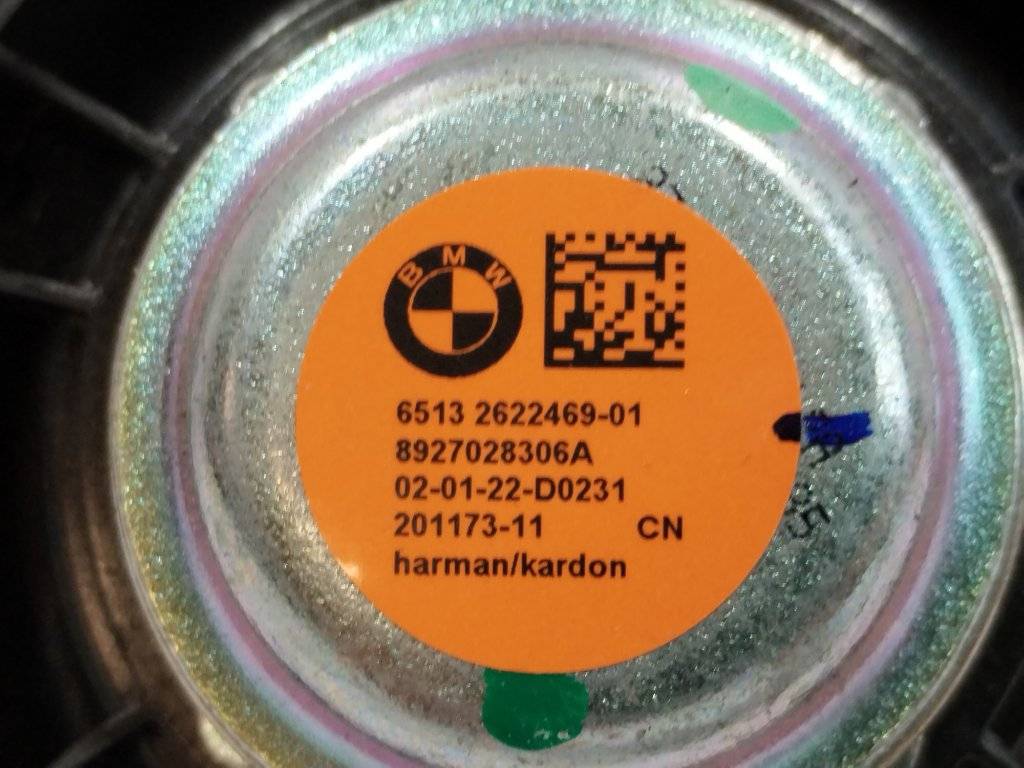 BMW
6513 2622469-01
8927028306A
02-01-22-D0231
201173-11 CN
harman/kardon